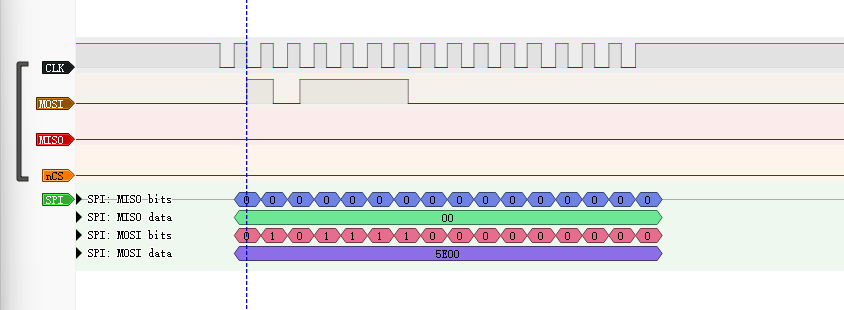 CLK
MOSI
MISO
nCS
SPI
SPI: MISO bits 0 0 0 0 0 0 0 0 0 0 0 0 0 0 0 0
SPI: MISO data 00
SPI: MOSI bits 0 1 0 1 1 1 1 0 0 0 0 0 0 0 0 0
SPI: MOSI data 5E00